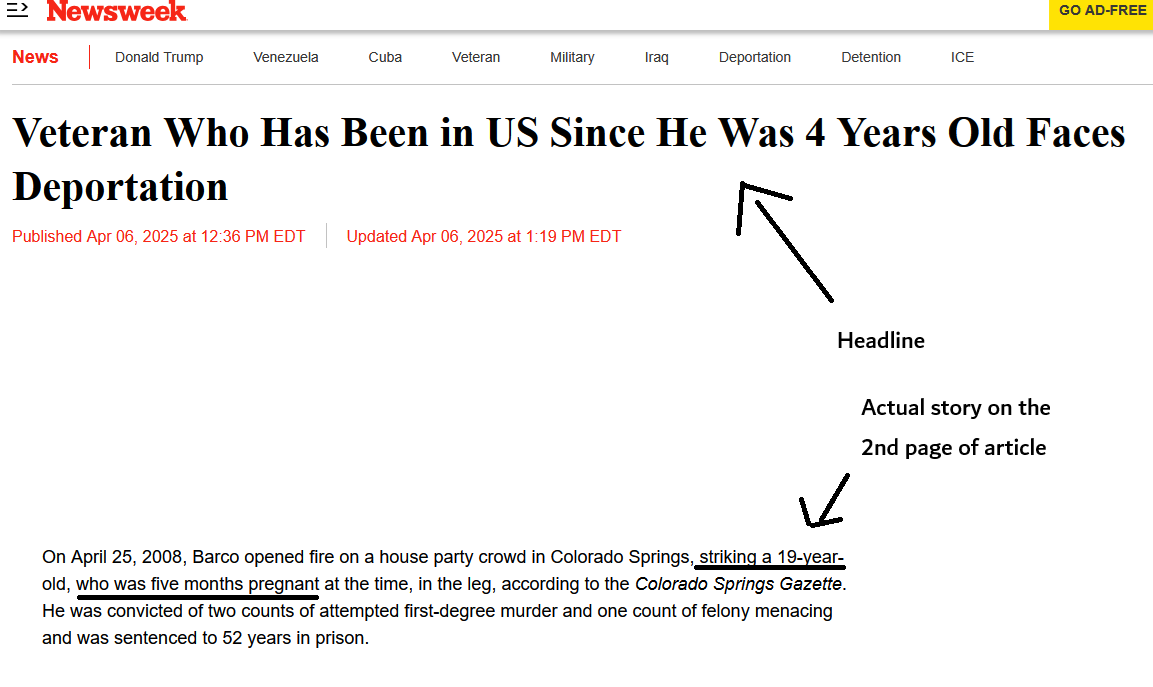 Newsweek
GO AD-FREE
News
Donald Trump
Venezuela
Cuba
Veteran
Military
Iraq
Deportation
Detention
ICE
Veteran Who Has Been in US Since He Was 4 Years Old Faces
Deportation
Published Apr 06, 2025 at 12:36 PM EDT
Updated Apr 06, 2025 at 1:19 PM EDT
Headline
Actual story on the
2nd page of article
On April 25, 2008, Barco opened fire on a house party crowd in Colorado Springs, striking a 19-year-
old, who was five months pregnant at the time, in the leg, according to the Colorado Springs Gazette.
He was convicted of two counts of attempted first-degree murder and one count of felony menacing
and was sentenced to 52 years in prison.